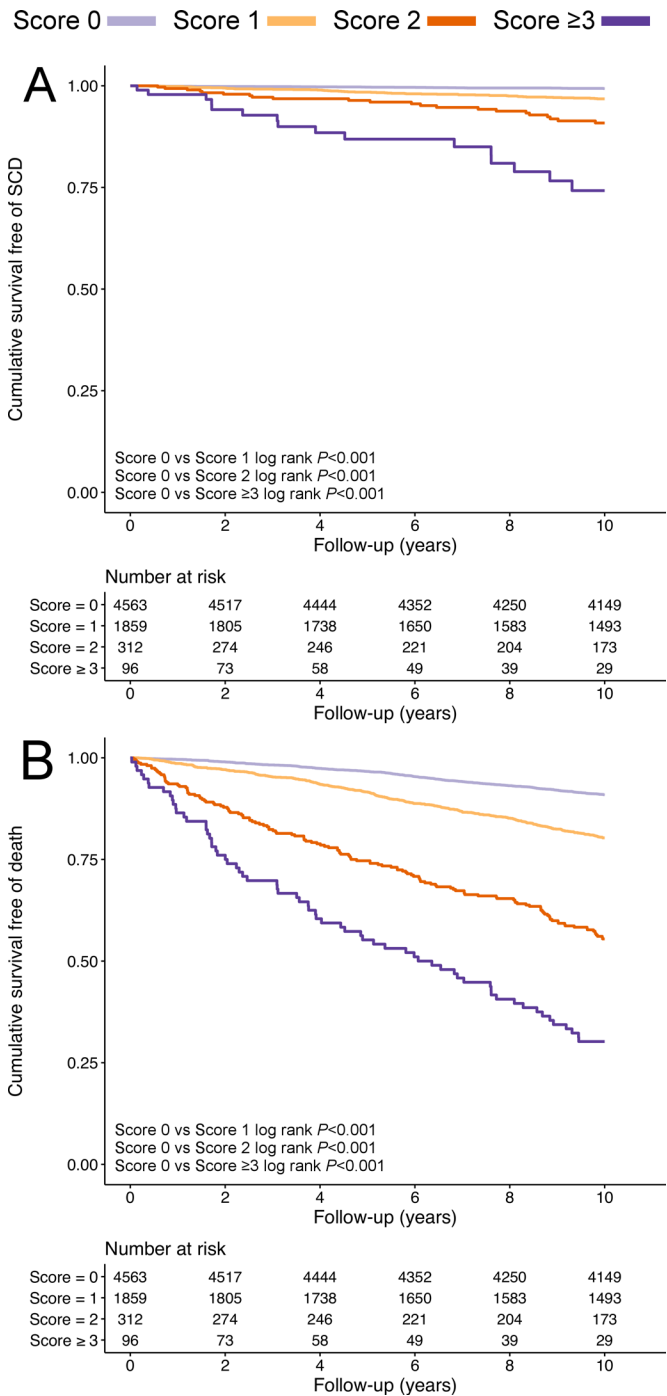 Score 0 Score 1 Score 2 Score ≥3
A
Cumulative survival free of SCD
1.00
0.75
0.50
0.25
0.00
Score 0 vs Score 1 log rank P<0.001
Score 0 vs Score 2 log rank P<0.001
Score 0 vs Score ≥3 log rank P<0.001
0 2 4 6 8 10
Follow-up (years)
Number at risk
Score = 0 4563 4517 4444 4352 4250 4149
Score = 1 1859 1805 1738 1650 1583 1493
Score = 2 312 274 246 221 204 173
Score ≥ 3 96 73 58 49 39 29
0 2 4 6 8 10
Follow-up (years)
B
Cumulative survival free of death
1.00
0.75
0.50
0.25
0.00
Score 0 vs Score 1 log rank P<0.001
Score 0 vs Score 2 log rank P<0.001
Score 0 vs Score ≥3 log rank P<0.001
0 2 4 6 8 10
Follow-up (years)
Number at risk
Score = 0 4563 4517 4444 4352 4250 4149
Score = 1 1859 1805 1738 1650 1583 1493
Score = 2 312 274 246 221 204 173
Score ≥ 3 96 73 58 49 39 29
0 2 4 6 8 10
Follow-up (years)